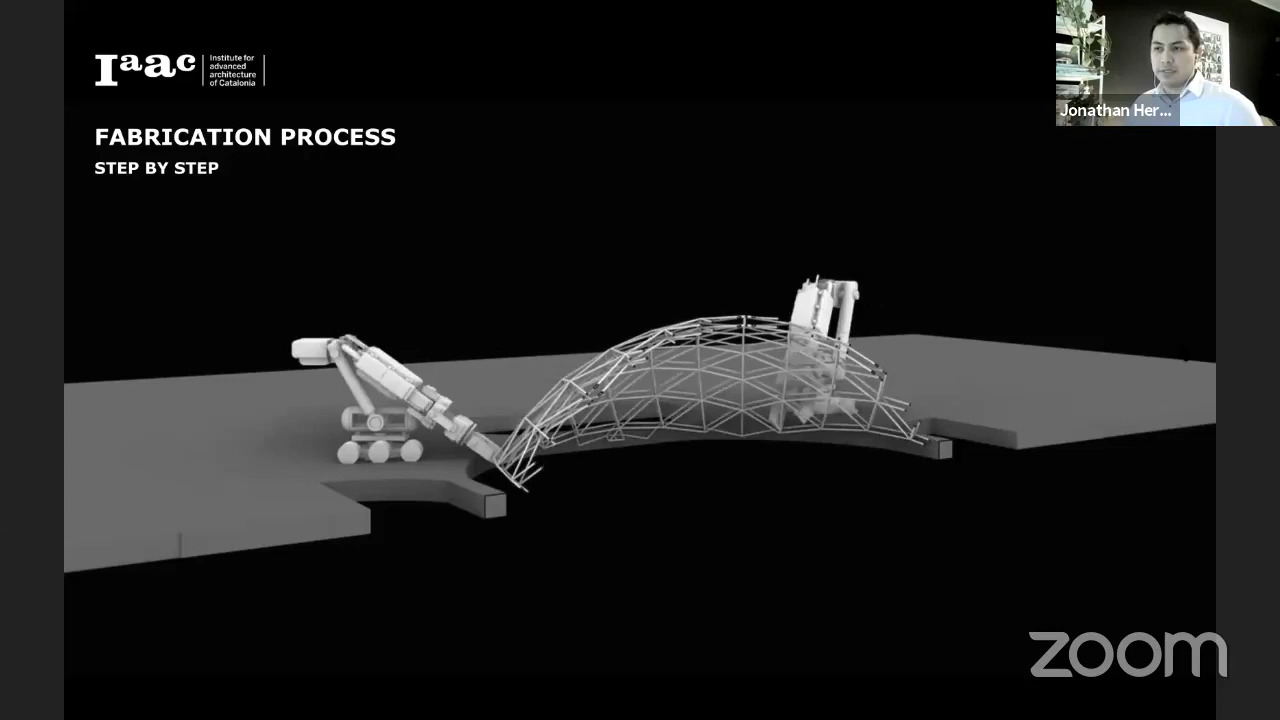 Iaac
Institute for
advanced
architecture
of Catalonia
FABRICATION PROCESS
STEP BY STEP
Jonathan Her...
zoom